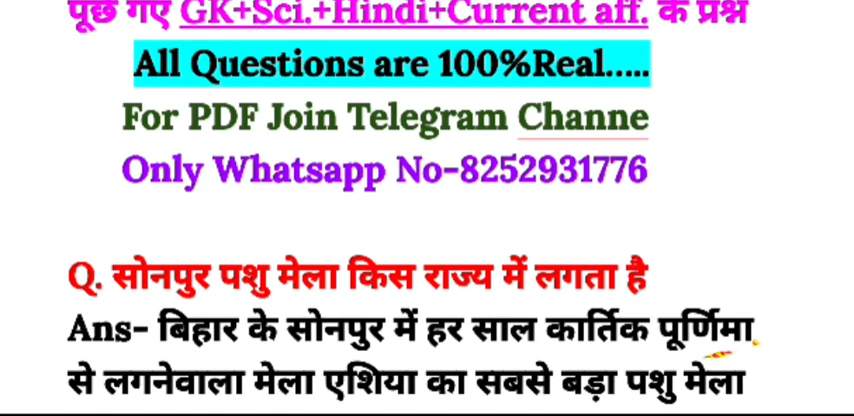 पूछे गए GK+Sci.+Hindi+Current aff. के प्रश्न
All Questions are 100%Real.....
For PDF Join Telegram Channe
Only Whatsapp No-8252931776
Q. सोनपुर पशु मेला किस राज्य में लगता है
Ans- बिहार के सोनपुर में हर साल कार्तिक पूर्णिमा
से लगनेवाला मेला एशिया का सबसे बड़ा पशु मेला